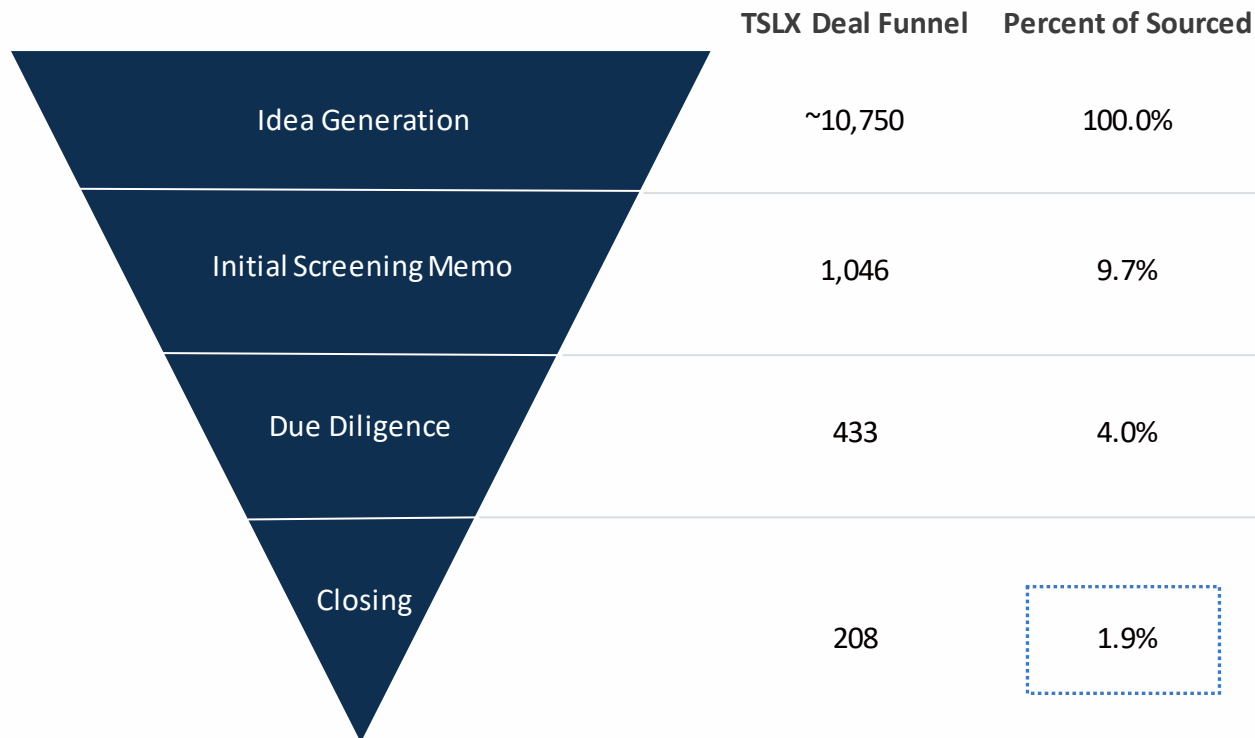 TSLX Deal Funnel Percent of Sourced
Idea Generation ~10,750 100.0%
Initial Screening Memo 1,046 9.7%
Due Diligence 433 4.0%
Closing 208 1.9%